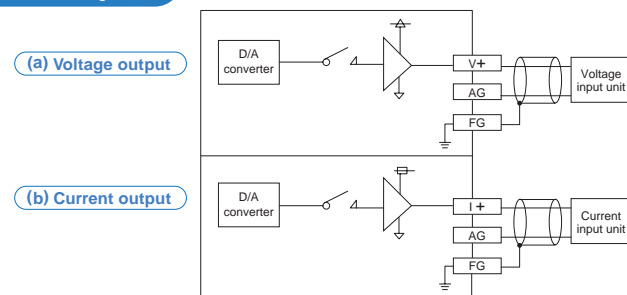 (a) Voltage output
D/A
converter
V+
AG
FG
Voltage
input unit
(b) Current output
D/A
converter
I +
AG
FG
Current
input unit